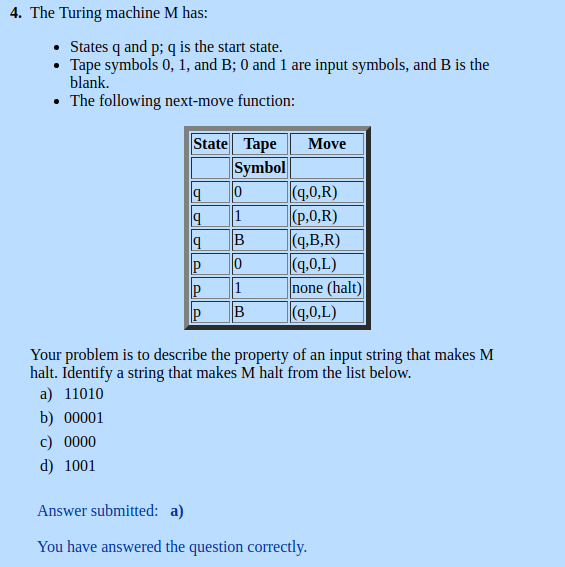 4. The Turing machine M has:
• States q and p; q is the start state.
• Tape symbols 0, 1, and B; 0 and 1 are input symbols, and B is the
blank.
• The following next-move function:
State Tape Move
Symbol
q 0 (q,0,R)
q 1 (p,0,R)
q B (q,B,R)
p 0 (q,0,L)
p 1 none (halt)
p B (q,0,L)
Your problem is to describe the property of an input string that makes M
halt. Identify a string that makes M halt from the list below.
a) 11010
b) 00001
c) 0000
d) 1001
Answer submitted: a)
You have answered the question correctly.